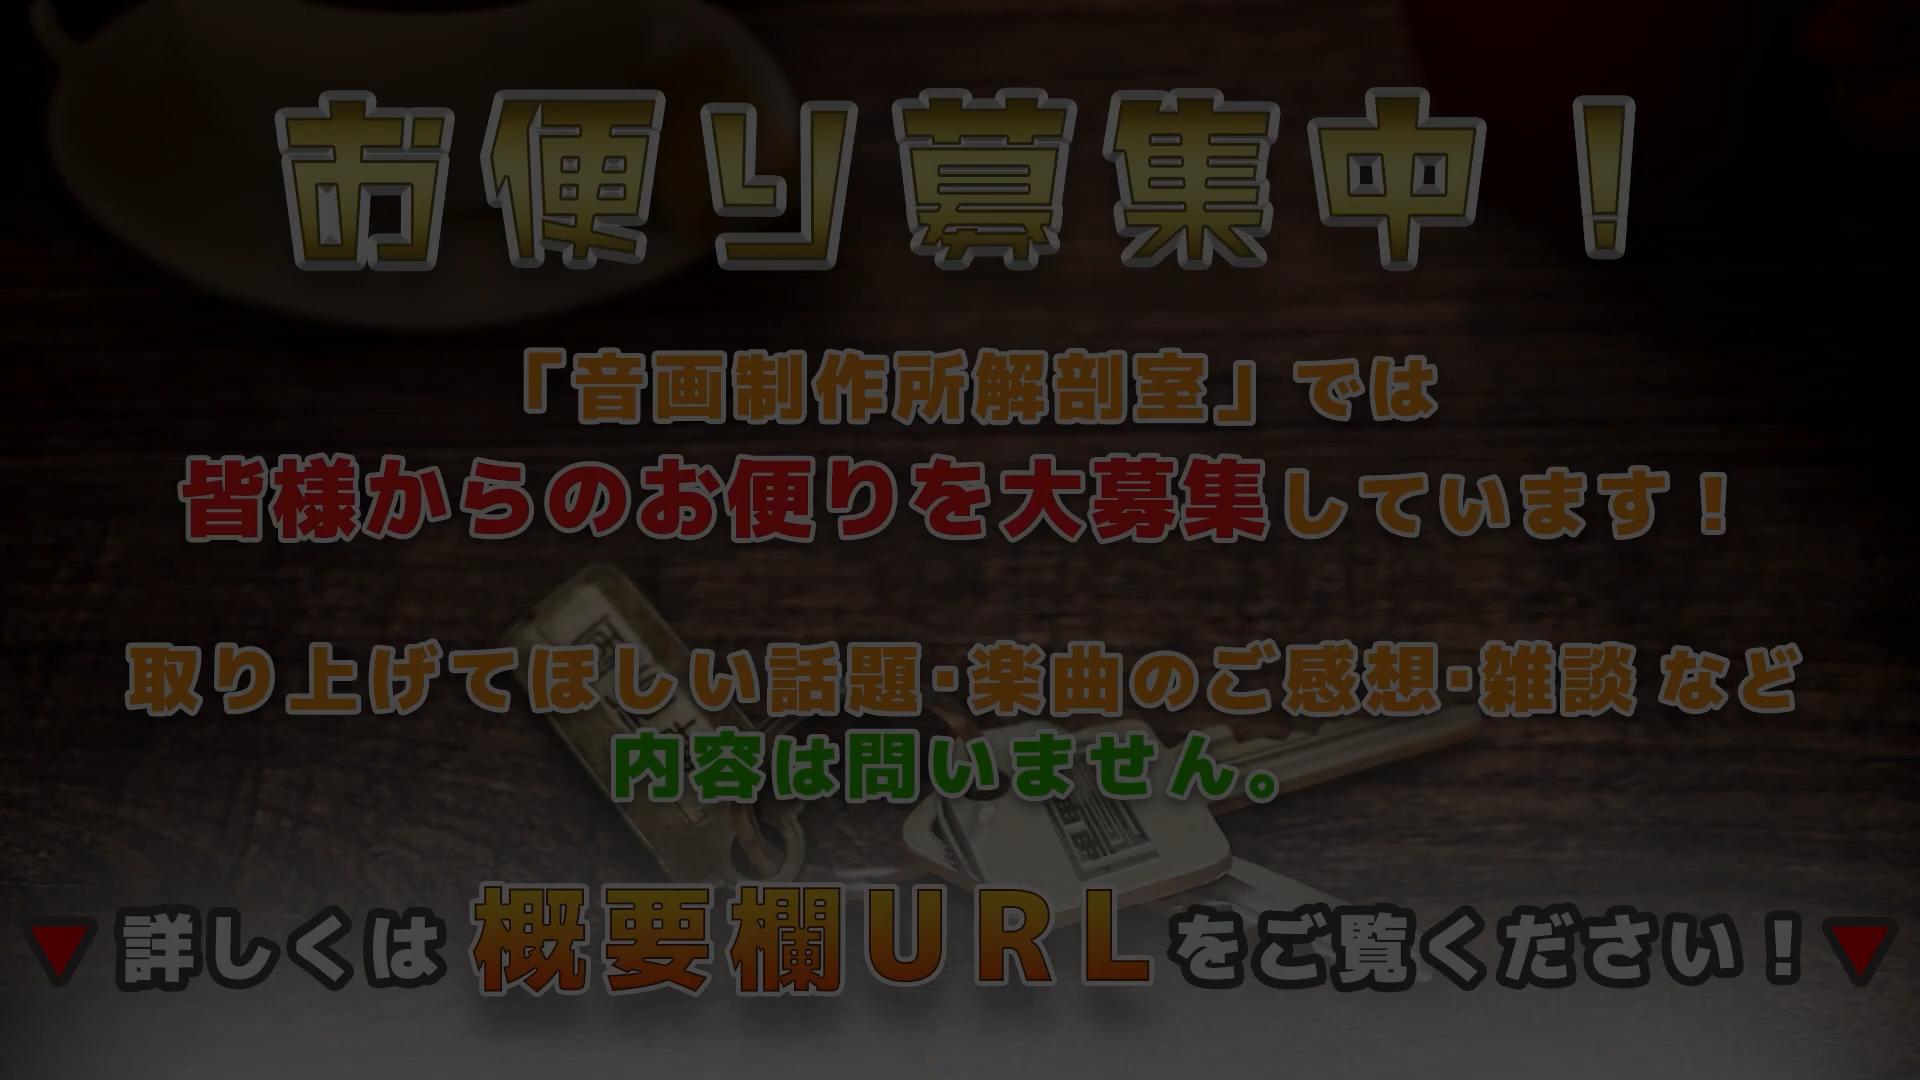 お便り募集中！
「音画制作所解剖室」では
皆様からのお便りを大募集しています！
取り上げてほしい話題・楽曲のご感想・雑談 など
内容は問いません。
▼詳しくは概要欄URLをご覧ください！▼